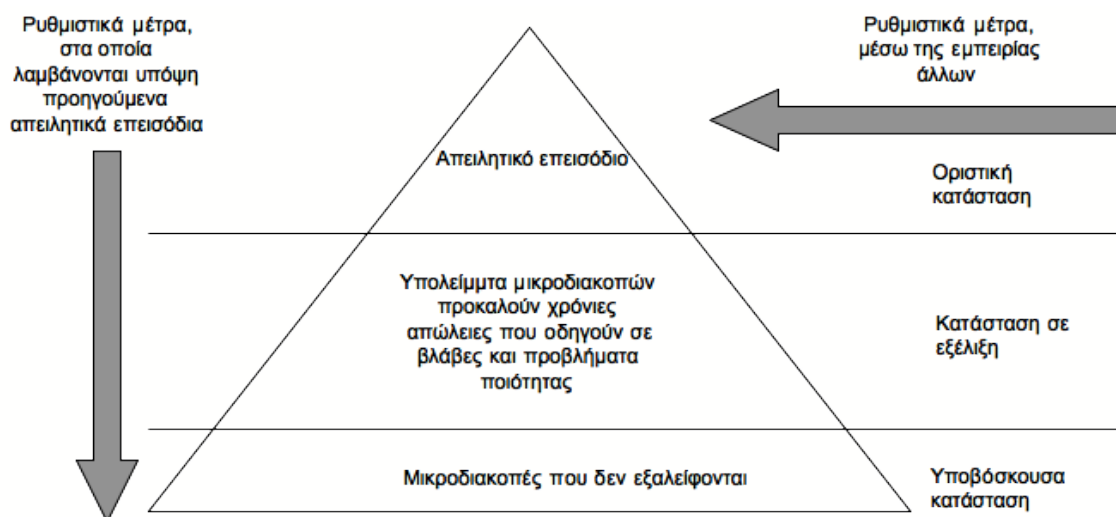 Ρυθμιστικά μέτρα,
στα οποία
λαμβάνονται υπόψη
προηγούμενα
απειλητικά επεισόδια
Ρυθμιστικά μέτρα,
μέσω της εμπειρίας
άλλων
Απειλητικό επεισόδιο
Οριστική
κατάσταση
Υπολείμμτα μικροδιακοπών
προκαλούν χρόνιες
απώλειες που οδηγούν σε
βλάβες και προβλήματα
ποιότητας
Κατάσταση σε
εξέλιξη
Μικροδιακοπές που δεν εξαλείφονται
Υποβόσκουσα
κατάσταση